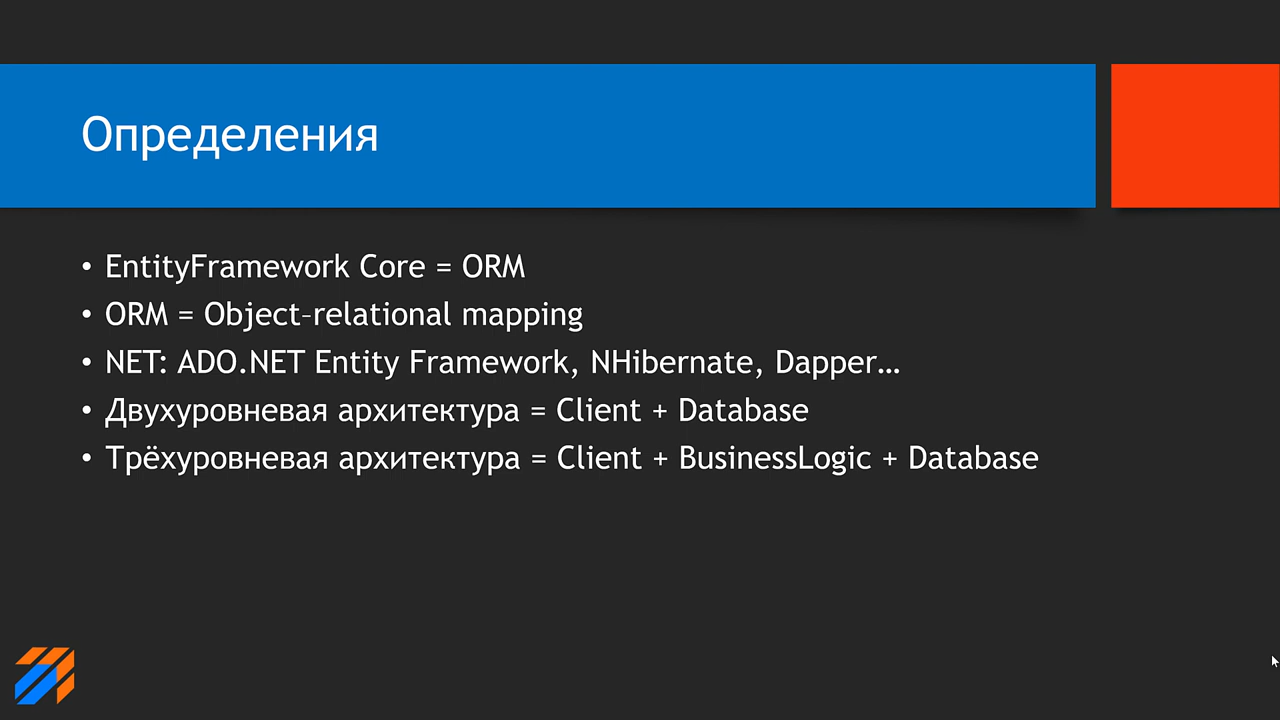 Определения
• EntityFramework Core = ORM
• ORM = Object–relational mapping
• NET: ADO.NET Entity Framework, NHibernate, Dapper…
• Двухуровневая архитектура = Client + Database
• Трёхуровневая архитектура = Client + BusinessLogic + Database